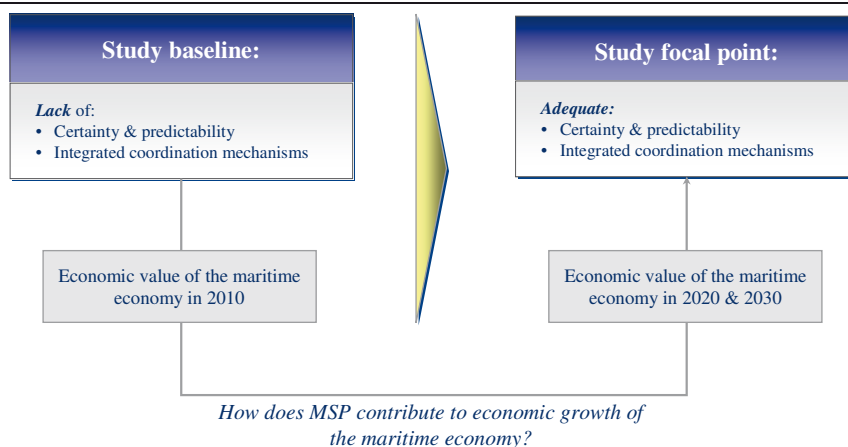 Study baseline:
Lack of:
• Certainty & predictability
• Integrated coordination mechanisms
Study focal point:
Adequate:
• Certainty & predictability
• Integrated coordination mechanisms
Economic value of the maritime
economy in 2010
Economic value of the maritime
economy in 2020 & 2030
How does MSP contribute to economic growth of
the maritime economy?